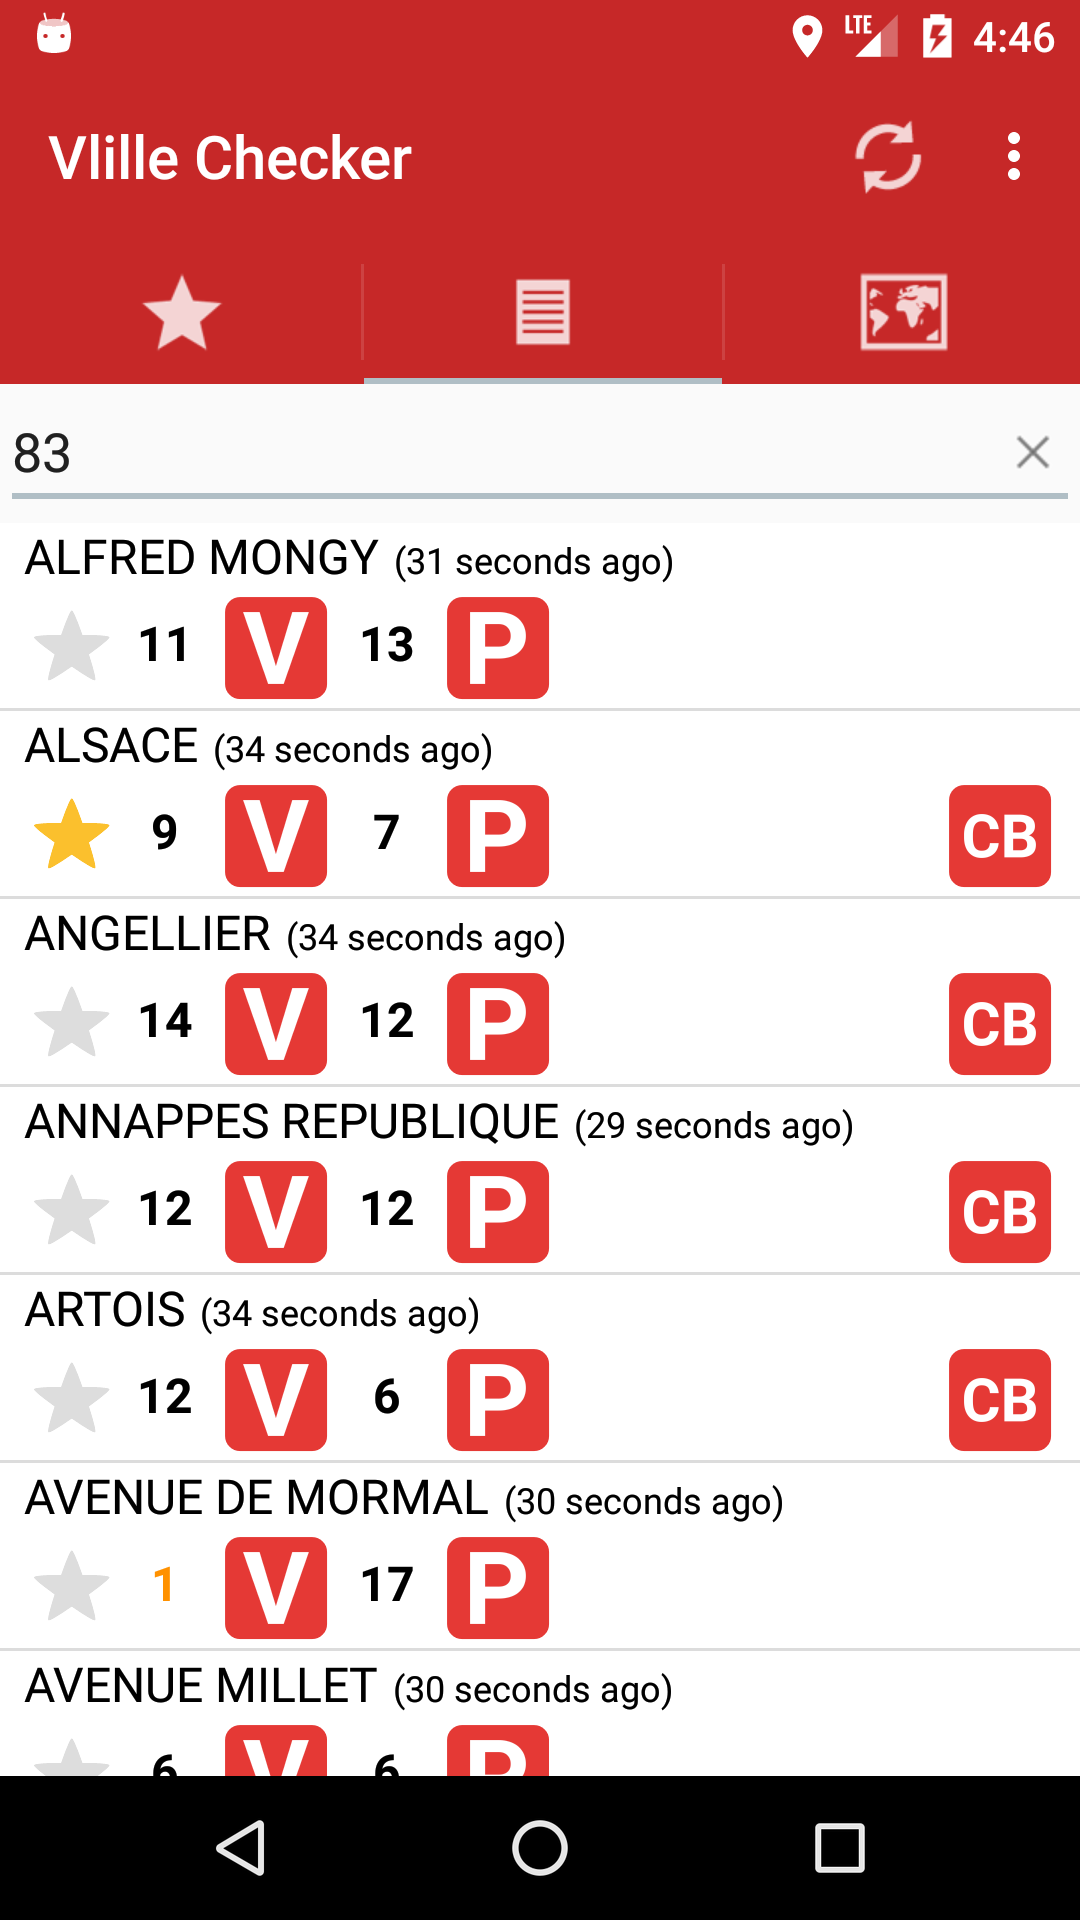 LTE 4:46
Vlille Checker
83
ALFRED MONGY (31 seconds ago)
11 V 13 P
ALSACE (34 seconds ago)
9 V 7 P CB
ANGELLIER (34 seconds ago)
14 V 12 P CB
ANNAPPES REPUBLIQUE (29 seconds ago)
12 V 12 P CB
ARTOIS (34 seconds ago)
12 V 6 P CB
AVENUE DE MORMAL (30 seconds ago)
1 V 17 P
AVENUE MILLET (30 seconds ago)
6 V 6 P